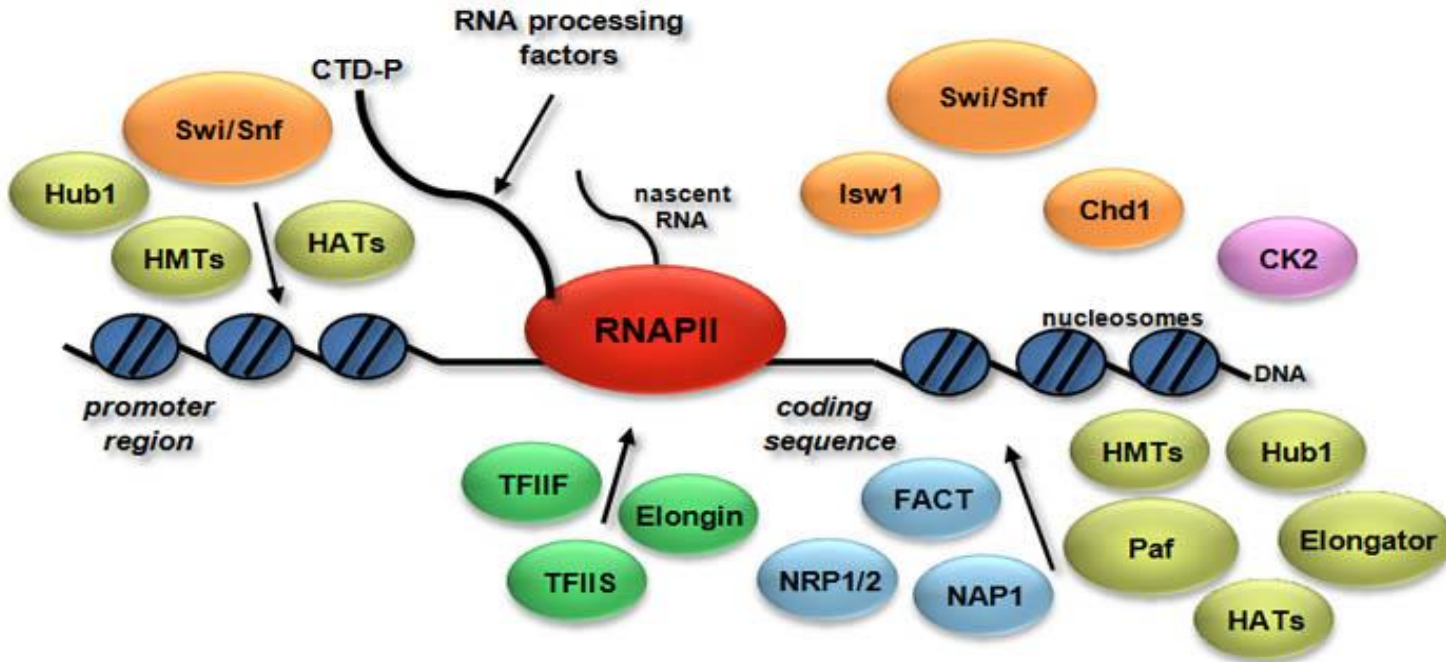 RNA processing
factors
CTD-P
Swi/Snf
Hub1
HMTs
HATs
nascent
RNA
Swi/Snf
Isw1
Chd1
CK2
RNAPII
nucleosomes
DNA
promoter
region
coding
sequence
TFIIF
Elongin
TFIIS
FACT
NRP1/2
NAP1
HMTs
Hub1
Paf
Elongator
HATs